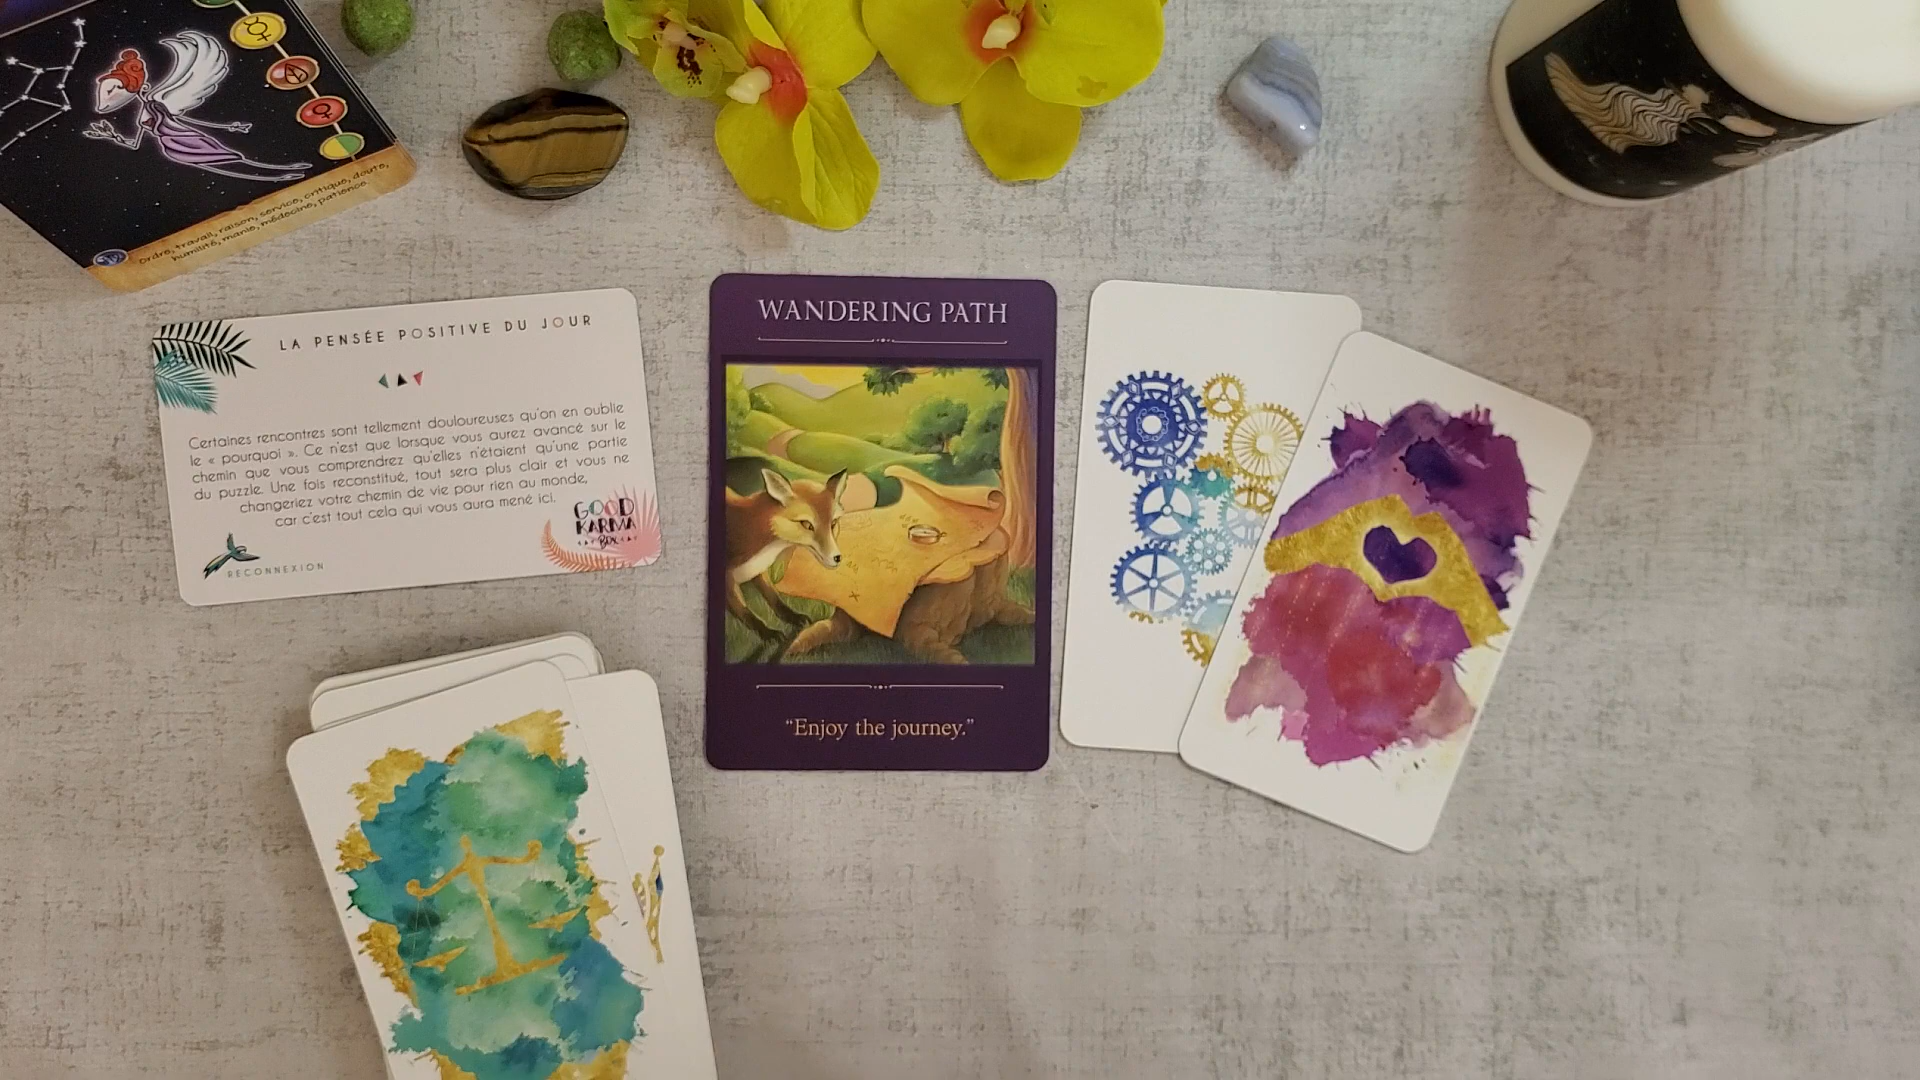 ordre, travail, raison, service, critique, doute,
humilité, manie, médecine, patience.
LA PENSÉE POSITIVE DU JOUR
Certaines rencontres sont tellement douloureuses qu'on en oublie
le « pourquoi ». Ce n'est que lorsque vous aurez avancé sur le
chemin que vous comprendrez qu'elles n'étaient qu'une partie
du puzzle. Une fois reconstitué, tout sera plus clair et vous ne
changeriez votre chemin de vie pour rien au monde,
car c'est tout cela qui vous aura mené ici.
GOOD
KARMA
Box
RECONNEXION
WANDERING PATH
"Enjoy the journey."